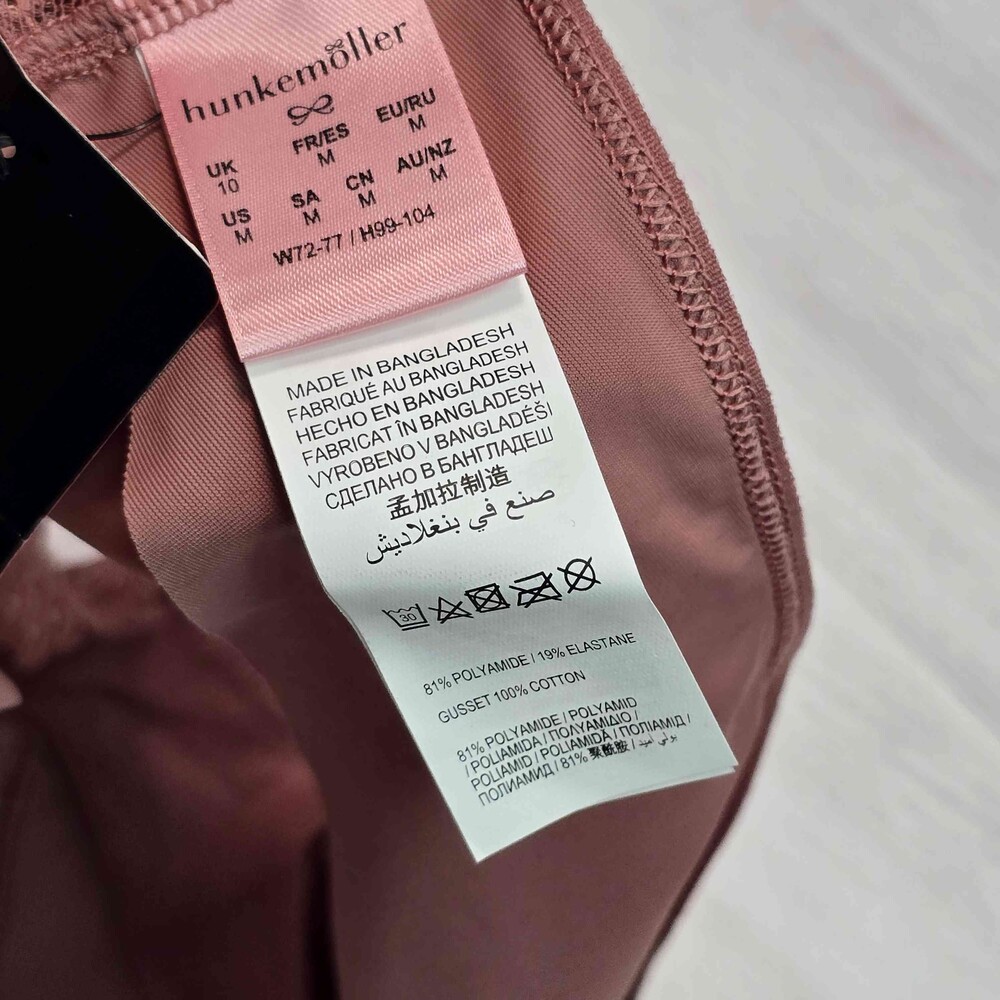 hunkemöller
UK FR/ES EU/RU
10 M M
US SA CN AU/NZ
M M M M
W72-77 / H99-104
MADE IN BANGLADESH
FABRIQUÉ AU BANGLADESH
HECHO EN BANGLADESH
FABRICAT ÎN BANGLADESH
VYROBENO V BANGLADÉŠI
СДЕЛАНО В БАНГЛАДЕШ
孟加拉制造
صنع في بنغلاديش
30
81% POLYAMIDE / 19% ELASTANE
GUSSET 100% COTTON
81% POLYAMIDE / POLYAMID
/ POLIAMIDA / ΠΟΛΥΑΜΙΔΙΟ /
POLIAMID / POLIAMIDA / ПОЛІАМІД /
ПОЛИАМИД / 81% 聚酰胺 / بولي أميد